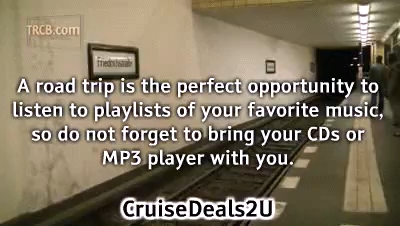 TRCB.com
Friedrichstraße
A road trip is the perfect opportunity to
listen to playlists of your favorite music,
so do not forget to bring your CDs or
MP3 player with you.
CruiseDeals2U